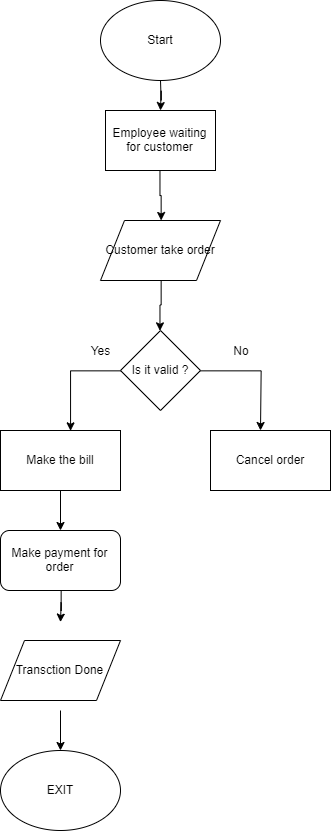 Start
Employee waiting
for customer
Customer take order
Is it valid ?
Yes
No
Make the bill
Cancel order
Make payment for
order
Transction Done
EXIT